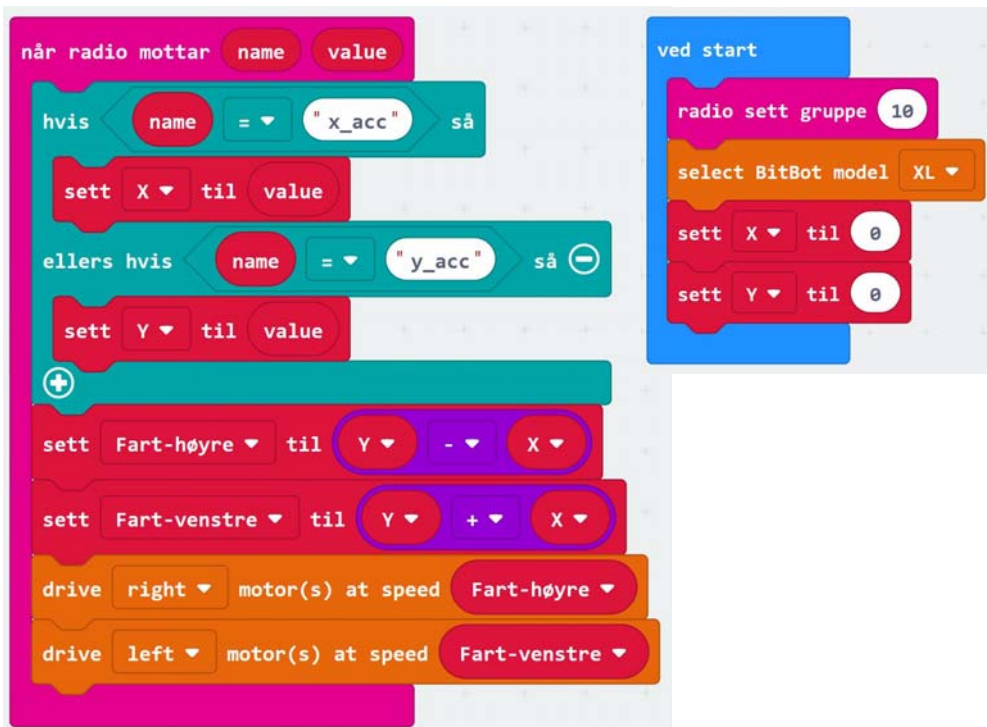 når radio mottar name value
hvis name = "x_acc" så
sett X til value
ellers hvis name = "y_acc" så
sett Y til value
sett Fart-høyre til Y - X
sett Fart-venstre til Y + X
drive right motor(s) at speed Fart-høyre
drive left motor(s) at speed Fart-venstre
ved start
radio sett gruppe 10
select BitBot model XL
sett X til 0
sett Y til 0